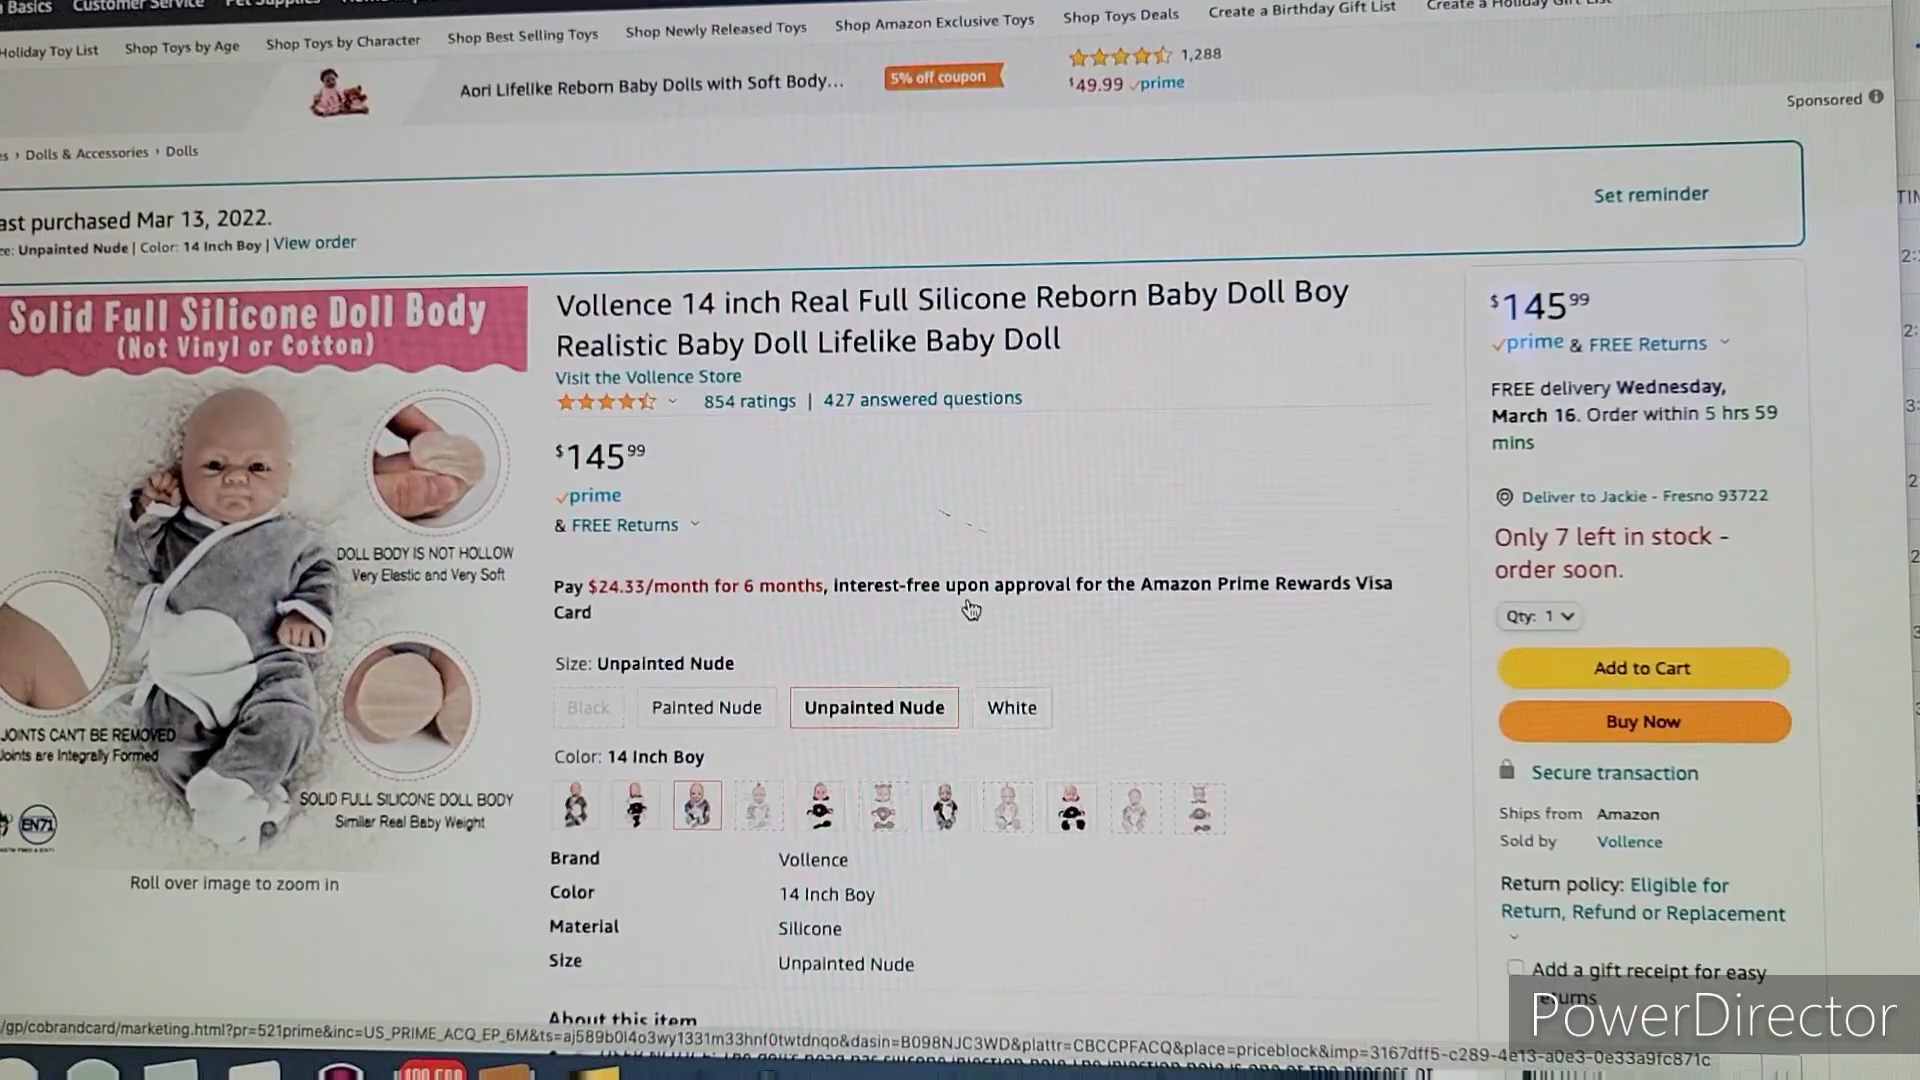 Basics Customer Service
Holiday Toy List Shop Toys by Age Shop Toys by Character Shop Best Selling Toys Shop Newly Released Toys Shop Amazon Exclusive Toys Shop Toys Deals Create a Birthday Gift List
Aori Lifelike Reborn Baby Dolls with Soft Body...
5% off coupon
1,288
$49.99 prime
Sponsored
› Dolls & Accessories › Dolls
ast purchased Mar 13, 2022.
ze: Unpainted Nude | Color: 14 Inch Boy | View order
Set reminder
Solid Full Silicone Doll Body
(Not Vinyl or Cotton)
DOLL BODY IS NOT HOLLOW
Very Elastic and Very Soft
JOINTS CAN'T BE REMOVED
Joints are Integrally Formed
SOLID FULL SILICONE DOLL BODY
Similar Real Baby Weight
EN71
Roll over image to zoom in
Vollence 14 inch Real Full Silicone Reborn Baby Doll Boy
Realistic Baby Doll Lifelike Baby Doll
Visit the Vollence Store
854 ratings | 427 answered questions
$145 99
prime
& FREE Returns
Pay $24.33/month for 6 months, interest-free upon approval for the Amazon Prime Rewards Visa
Card
Size: Unpainted Nude
Black Painted Nude Unpainted Nude White
Color: 14 Inch Boy
Brand Vollence
Color 14 Inch Boy
Material Silicone
Size Unpainted Nude
About this item
$145 99
prime & FREE Returns
FREE delivery Wednesday,
March 16. Order within 5 hrs 59
mins
Deliver to Jackie - Fresno 93722
Only 7 left in stock -
order soon.
Qty: 1
Add to Cart
Buy Now
Secure transaction
Ships from Amazon
Sold by Vollence
Return policy: Eligible for
Return, Refund or Replacement
Add a gift receipt for easy
returns
PowerDirector
/gp/cobrandcard/marketing.html?pr=521prime&inc=US_PRIME_ACQ_EP_6M&ts=aj589b0l4o3wy1331m33hnf0twtdnqo&dasin=B098NJC3WD&plattr=CBCCPFACQ&place=priceblock&imp=3167dff5-c289-4e13-a0e3-0e33a9fc871c